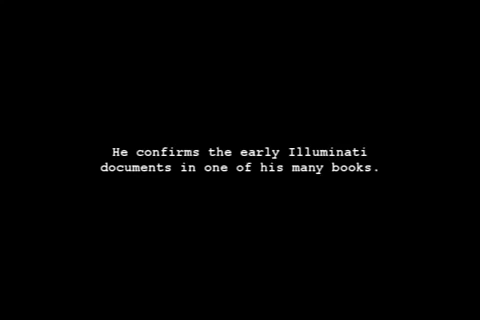 He confirms the early Illuminati
documents in one of his many books.